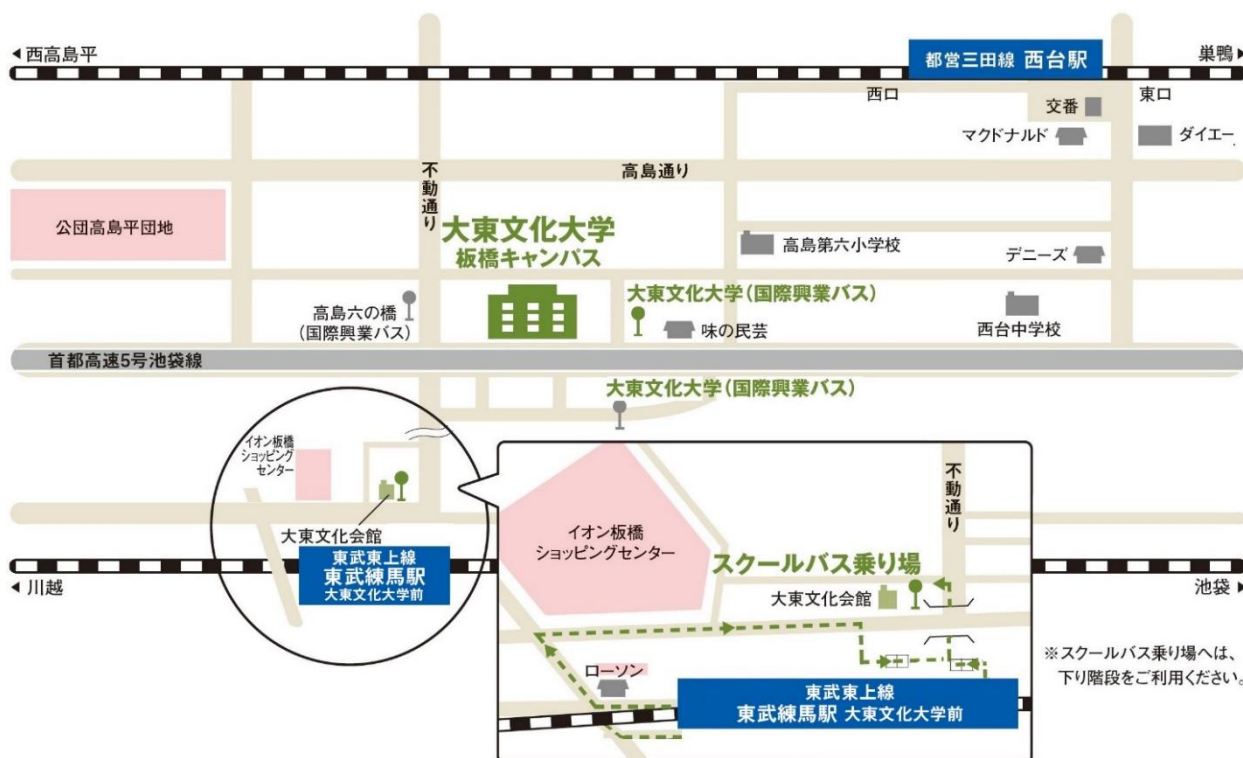 西高島平
都営三田線 西台駅
巣鴨
西口
東口
交番
マクドナルド
ダイエー
不動通り
高島通り
公団高島平団地
大東文化大学
板橋キャンパス
高島第六小学校
デニーズ
高島六の橋
(国際興業バス)
大東文化大学(国際興業バス)
味の民芸
西台中学校
首都高速5号池袋線
大東文化大学(国際興業バス)
イオン板橋
ショッピング
センター
大東文化会館
東武東上線
東武練馬駅
大東文化大学前
川越
池袋
不動通り
イオン板橋
ショッピングセンター
スクールバス乗り場
大東文化会館
ローソン
東武東上線
東武練馬駅 大東文化大学前
※スクールバス乗り場へは、
下り階段をご利用ください。